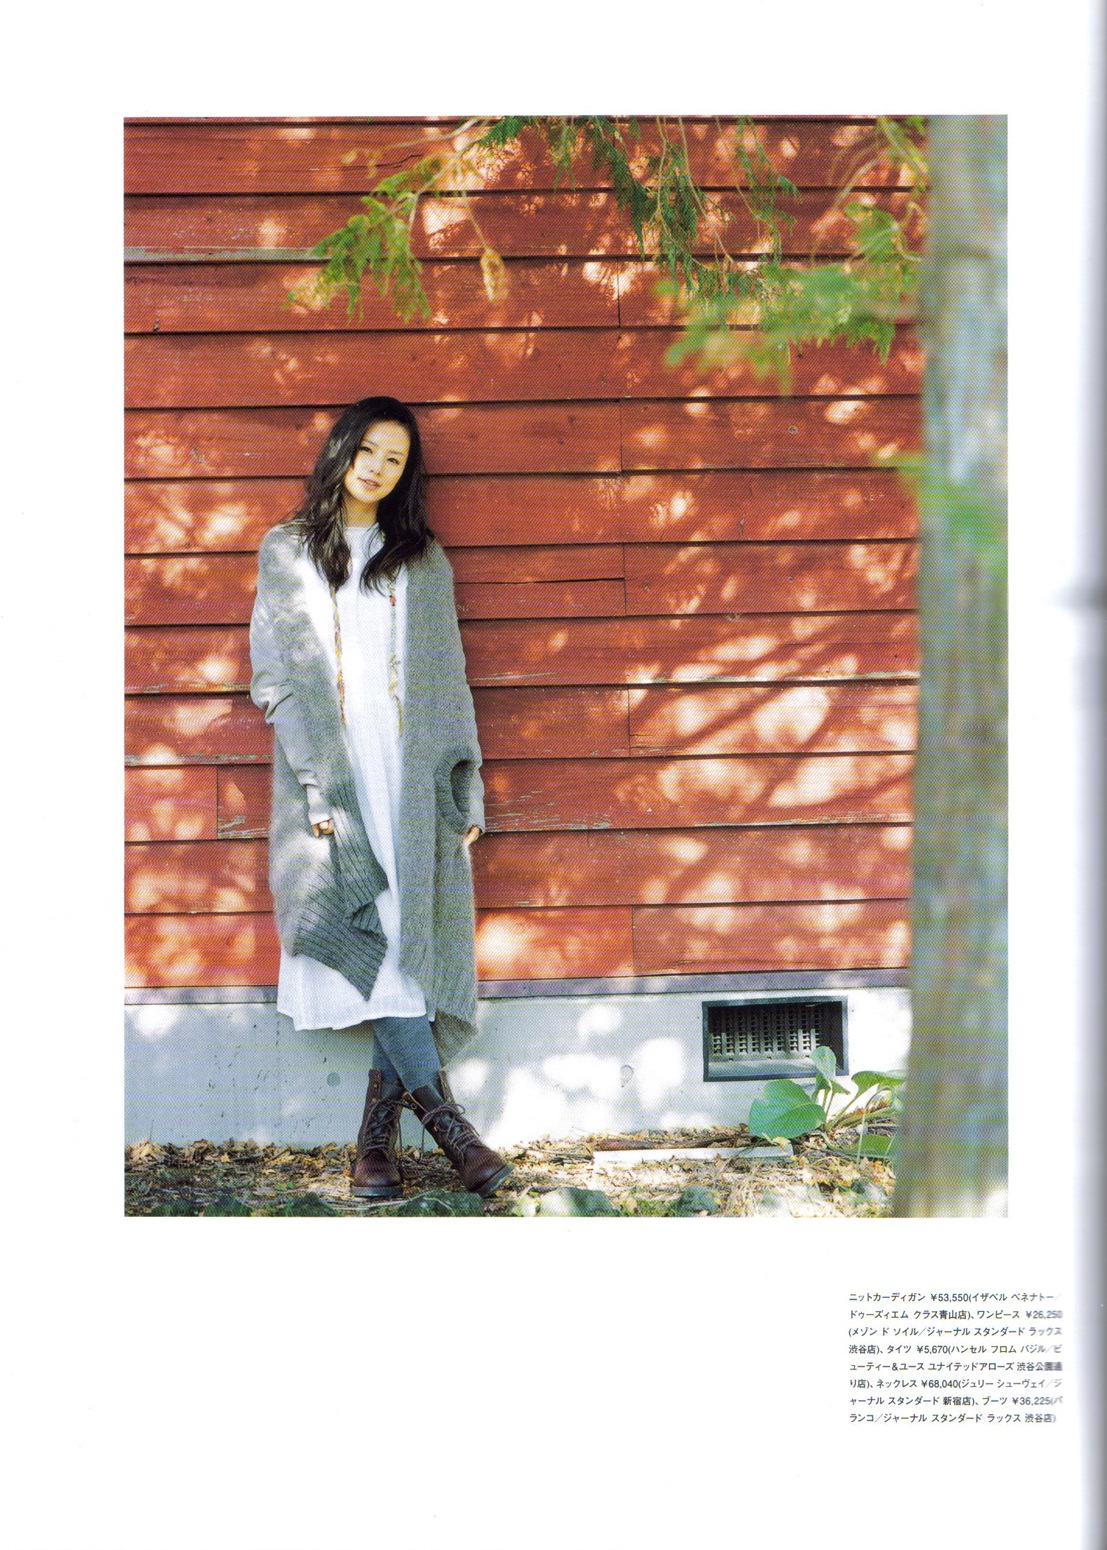 ニットカーディガン ¥53,550(イザベル ベネナトー／
ドゥーズィエム クラス青山店)、ワンピース ¥26,250
(メゾン ド ソイル／ジャーナル スタンダード ラックス
渋谷店)、タイツ ¥5,670(ハンセル フロム バジル／ビ
ューティー＆ユース ユナイテッドアローズ 渋谷公園通
り店)、ネックレス ¥68,040(ジュリー シューヴェイ／ジ
ャーナル スタンダード 新宿店)、ブーツ ¥36,225(パ
ランコ／ジャーナル スタンダード ラックス 渋谷店)